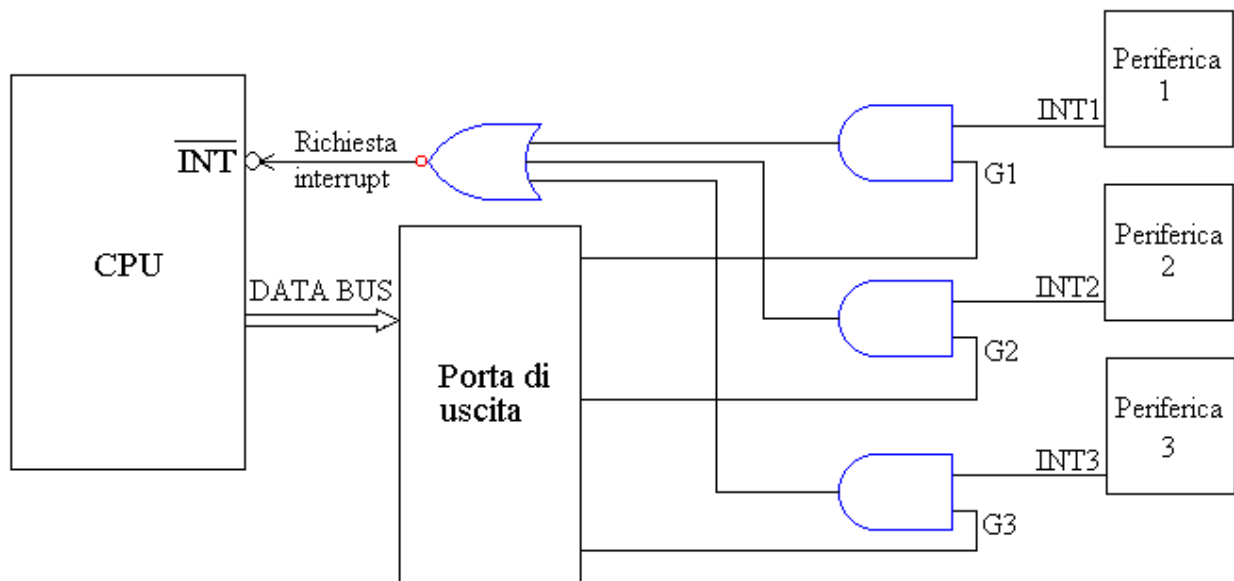 Periferica
1
INT1
G1
Richiesta
interrupt
INT
CPU
DATA BUS
Porta di
uscita
Periferica
2
INT2
G2
Periferica
3
INT3
G3